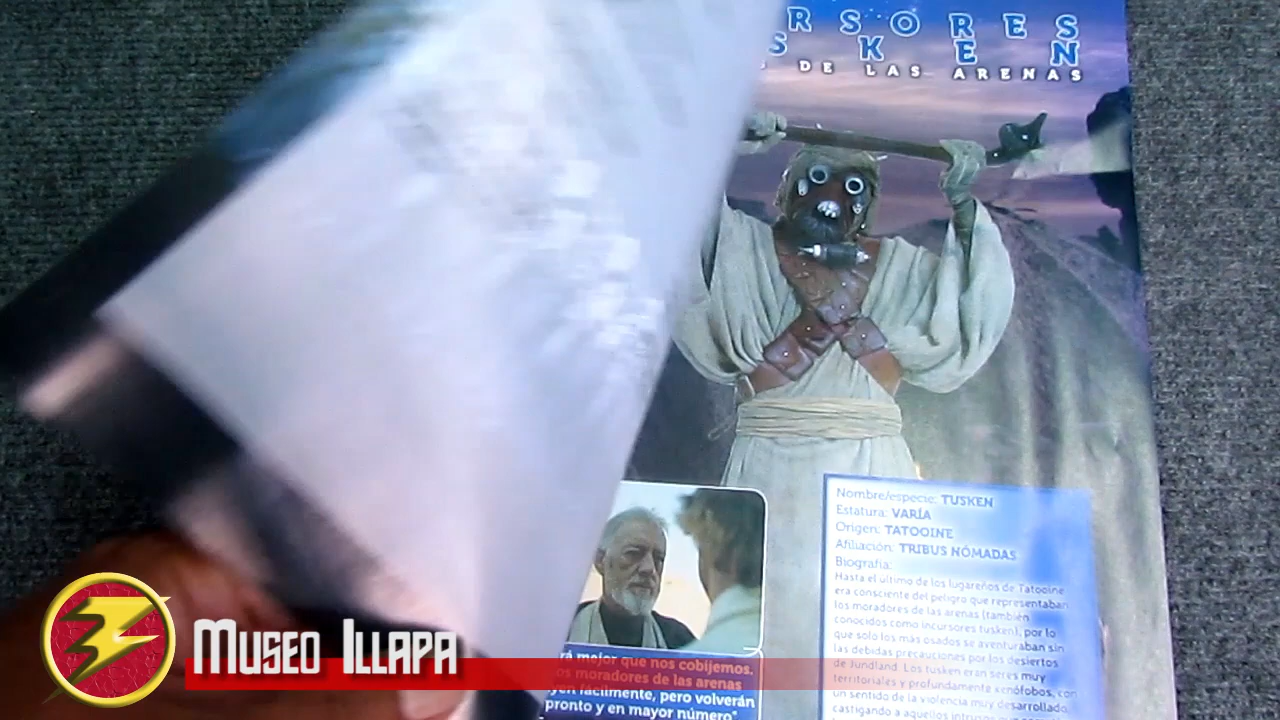 RSORES
S K E N
DE LAS ARENAS
Nombre/especie: TUSKEN
Estatura: VARÍA
Origen: TATOOINE
Afiliación: TRIBUS NÓMADAS
Biografía:
Hasta el último de los lugareños de Tatooine
era consciente del peligro que representaban
los moradores de las arenas (también
conocidos como incursores tusken), por lo
que solo los más osados se aventuraban sin
las debidas precauciones por los desiertos
de Jundland. Los tusken eran seres muy
territoriales y profundamente xenófobos, con
un sentido de la violencia muy desarrollado,
castigando a aquellos intrusos que
rá mejor que nos cobijemos.
os moradores de las arenas
yen fácilmente, pero volverán
pronto y en mayor número"
Museo Illapa